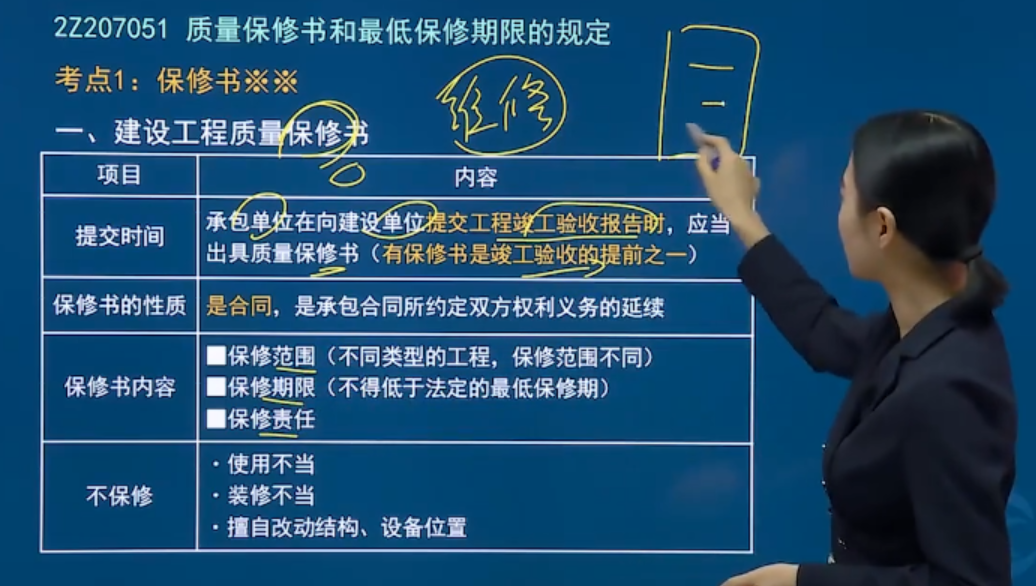 2Z207051 质量保修书和最低保修期限的规定
考点1：保修书※※
维修
一、建设工程质量保修书
项目 内容
提交时间
承包单位在向建设单位提交工程竣工验收报告时，应当
出具质量保修书（有保修书是竣工验收的提前之一）
保修书的性质
是合同，是承包合同所约定双方权利义务的延续
保修书内容
■保修范围（不同类型的工程，保修范围不同）
■保修期限（不得低于法定的最低保修期）
■保修责任
不保修
·使用不当
·装修不当
·擅自改动结构、设备位置